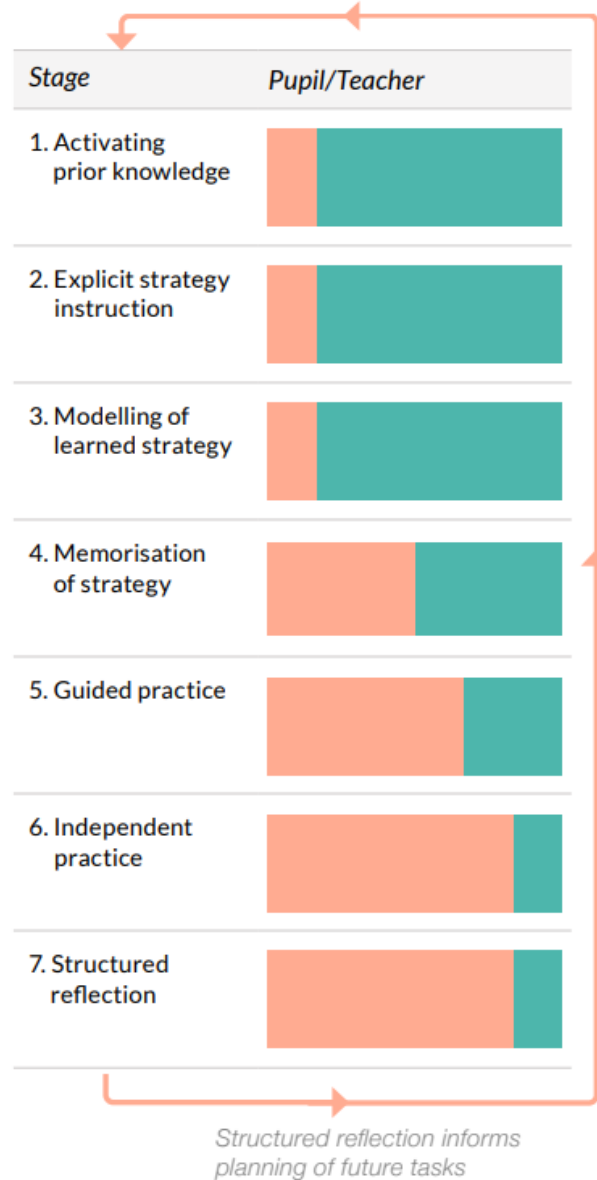 Stage
Pupil/Teacher
1. Activating
prior knowledge
2. Explicit strategy
instruction
3. Modelling of
learned strategy
4. Memorisation
of strategy
5. Guided practice
6. Independent
practice
7. Structured
reflection
Structured reflection informs
planning of future tasks